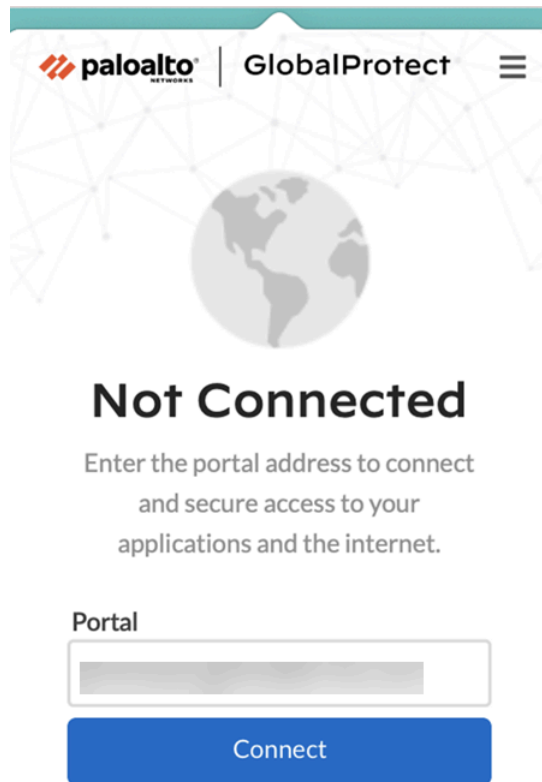 paloalto NETWORKS | GlobalProtect
Not Connected
Enter the portal address to connect
and secure access to your
applications and the internet.
Portal
Connect